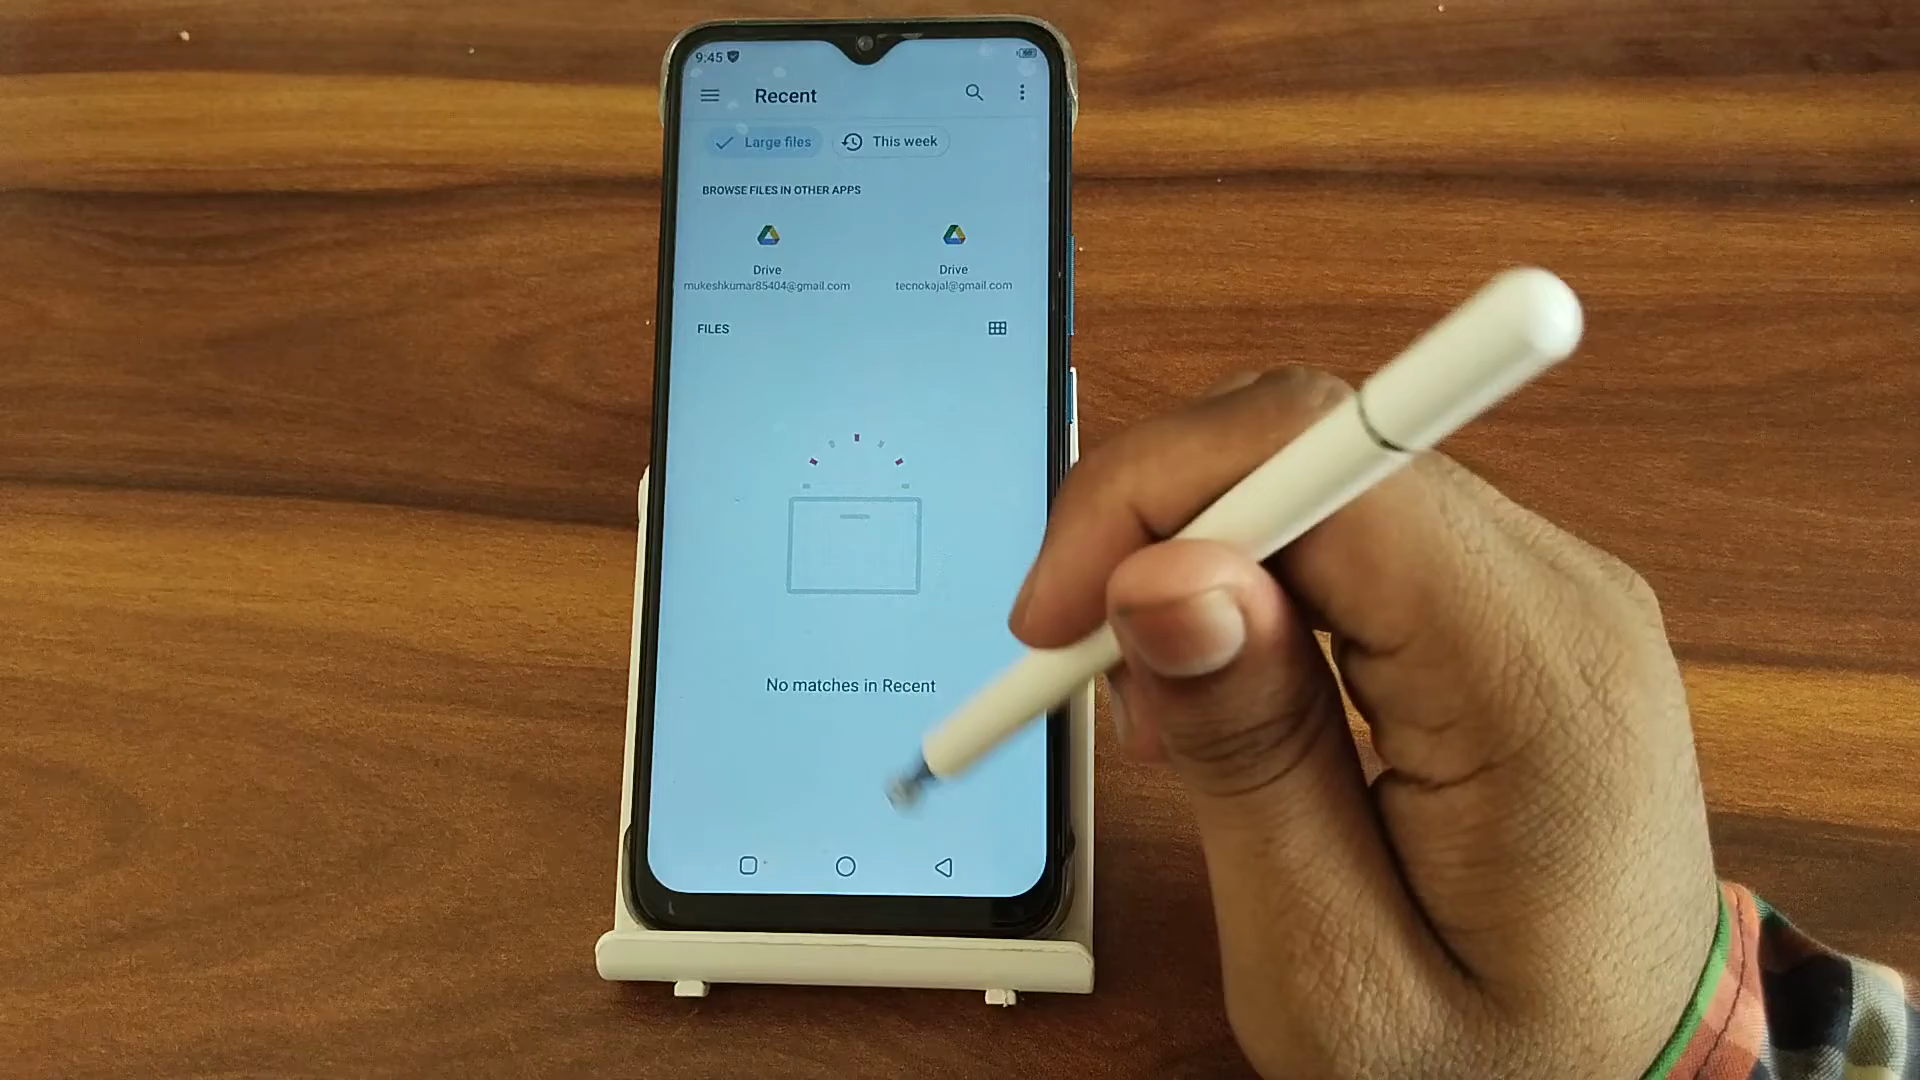 9:45
Recent
Large files
This week
BROWSE FILES IN OTHER APPS
Drive
mukeshkumar85404@gmail.com
Drive
tecnokajal@gmail.com
FILES
No matches in Recent